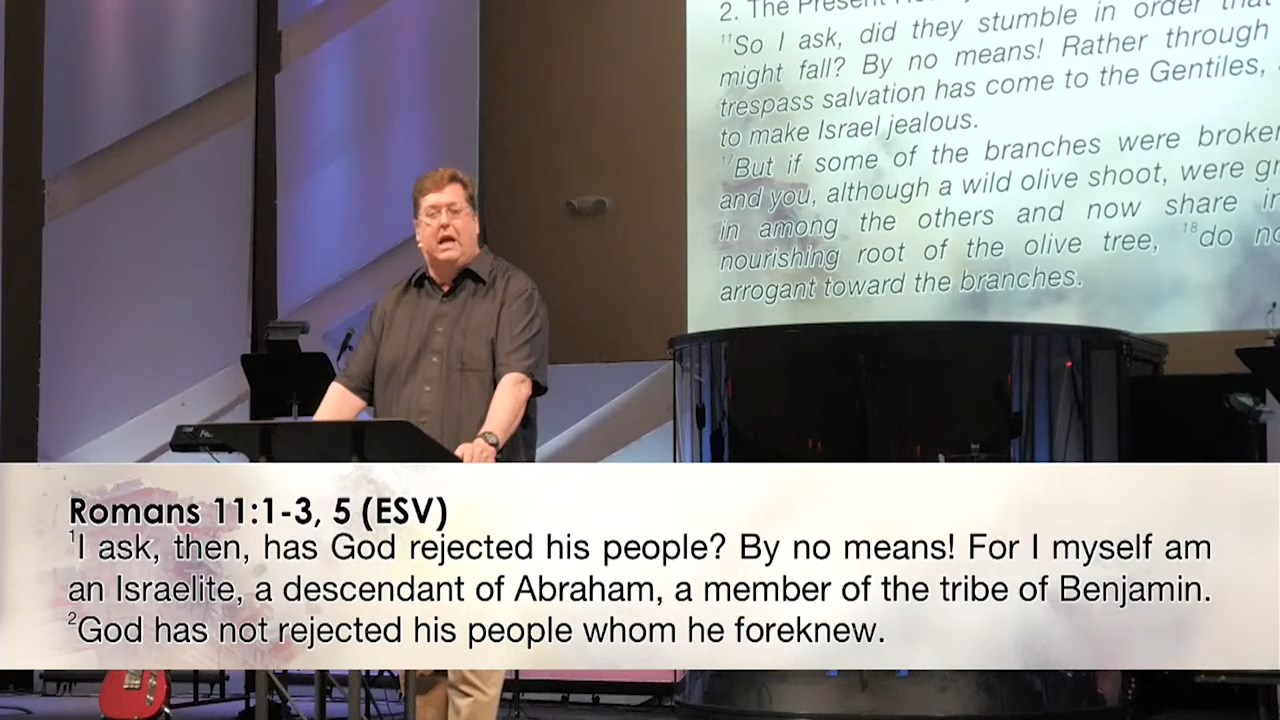 2. The Present
¹¹So I ask, did they stumble in order that
might fall? By no means! Rather through
trespass salvation has come to the Gentiles,
to make Israel jealous.
¹⁷But if some of the branches were broken
and you, although a wild olive shoot, were
in among the others and now share in
nourishing root of the olive tree, ¹⁸do
arrogant toward the branches.
Romans 11:1-3, 5 (ESV)
¹I ask, then, has God rejected his people? By no means! For I myself am
an Israelite, a descendant of Abraham, a member of the tribe of Benjamin.
²God has not rejected his people whom he foreknew.